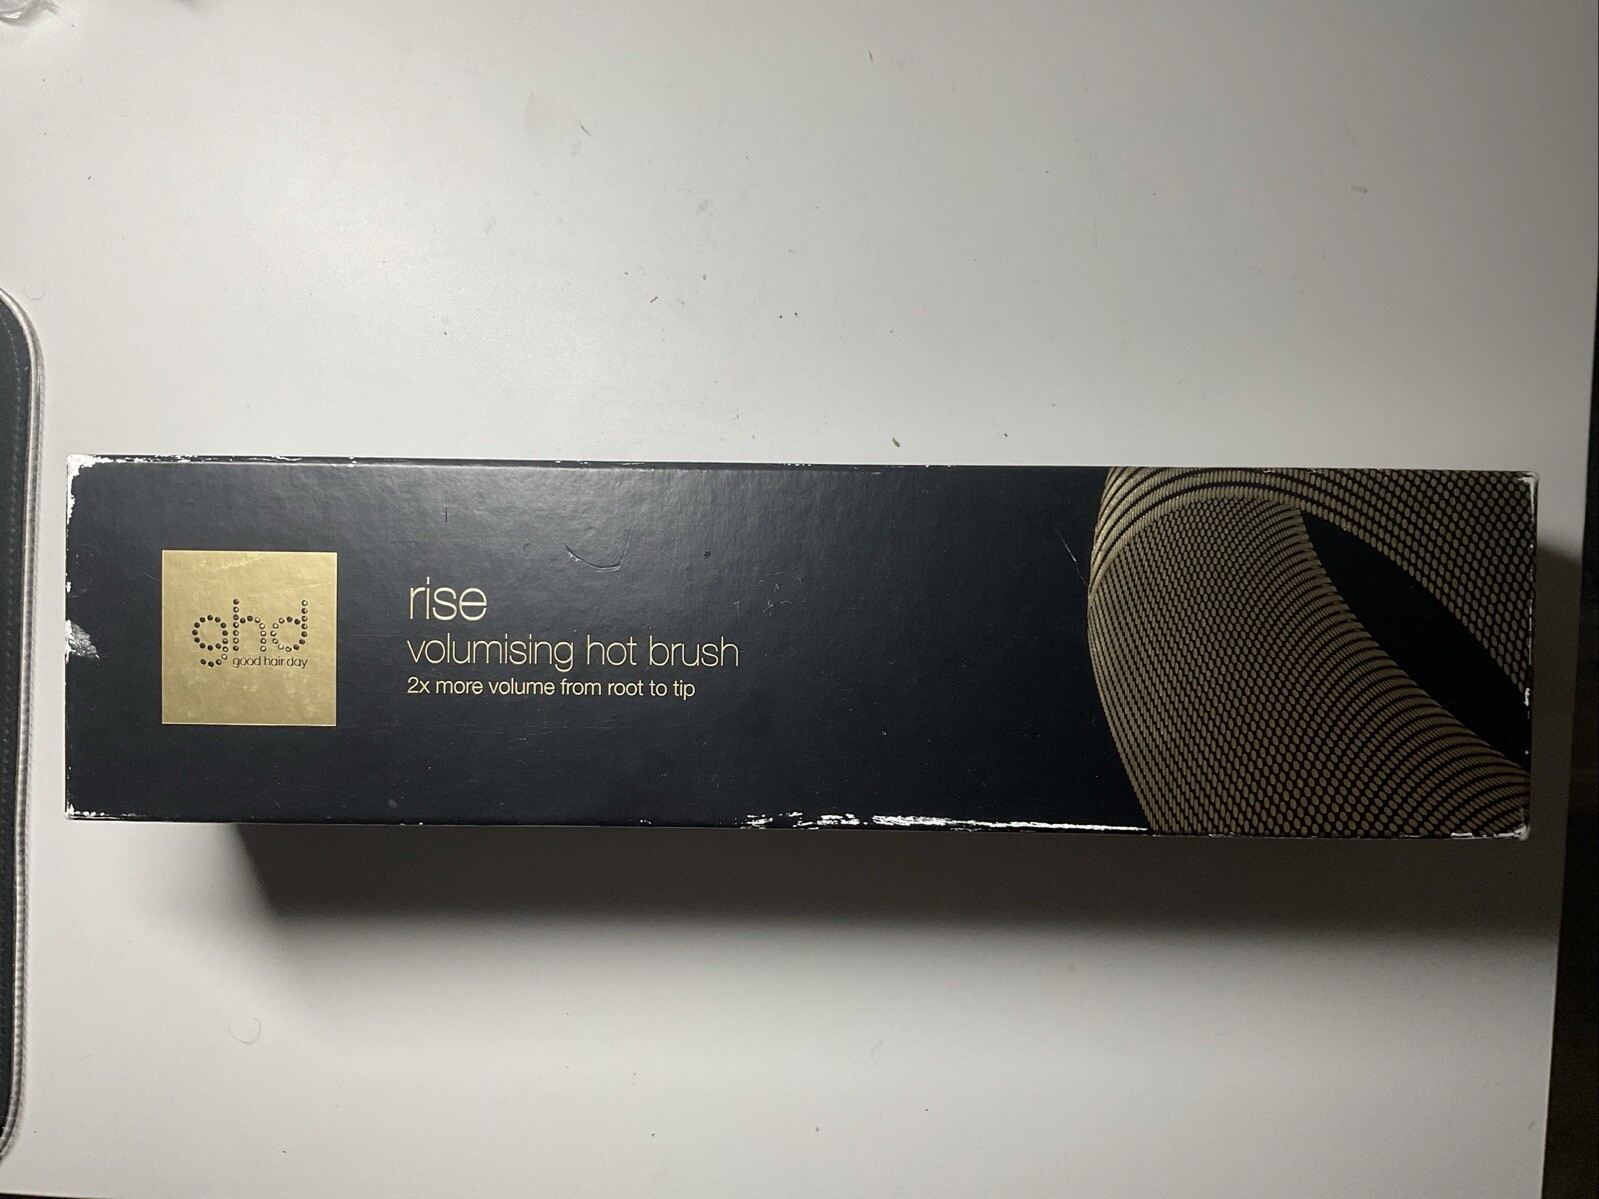 ghd
good hair day
rise
volumising hot brush
2x more volume from root to tip